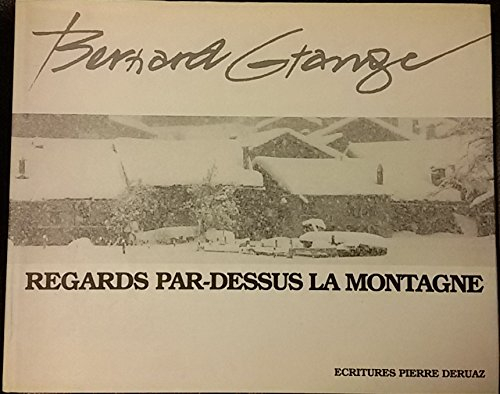 Bernard Grange
REGARDS PAR-DESSUS LA MONTAGNE
ECRITURES PIERRE DERUAZ